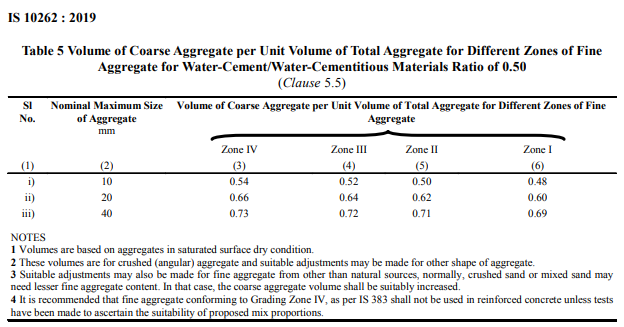 IS 10262 : 2019
Table 5 Volume of Coarse Aggregate per Unit Volume of Total Aggregate for Different Zones of Fine
Aggregate for Water-Cement/Water-Cementitious Materials Ratio of 0.50
(Clause 5.5)
Sl No. Nominal Maximum Size of Aggregate mm Volume of Coarse Aggregate per Unit Volume of Total Aggregate for Different Zones of Fine Aggregate
Zone IV Zone III Zone II Zone I
(1) (2) (3) (4) (5) (6)
i) 10 0.54 0.52 0.50 0.48
ii) 20 0.66 0.64 0.62 0.60
iii) 40 0.73 0.72 0.71 0.69
NOTES
1 Volumes are based on aggregates in saturated surface dry condition.
2 These volumes are for crushed (angular) aggregate and suitable adjustments may be made for other shape of aggregate.
3 Suitable adjustments may also be made for fine aggregate from other than natural sources, normally, crushed sand or mixed sand may
need lesser fine aggregate content. In that case, the coarse aggregate volume shall be suitably increased.
4 It is recommended that fine aggregate conforming to Grading Zone IV, as per IS 383 shall not be used in reinforced concrete unless tests
have been made to ascertain the suitability of proposed mix proportions.